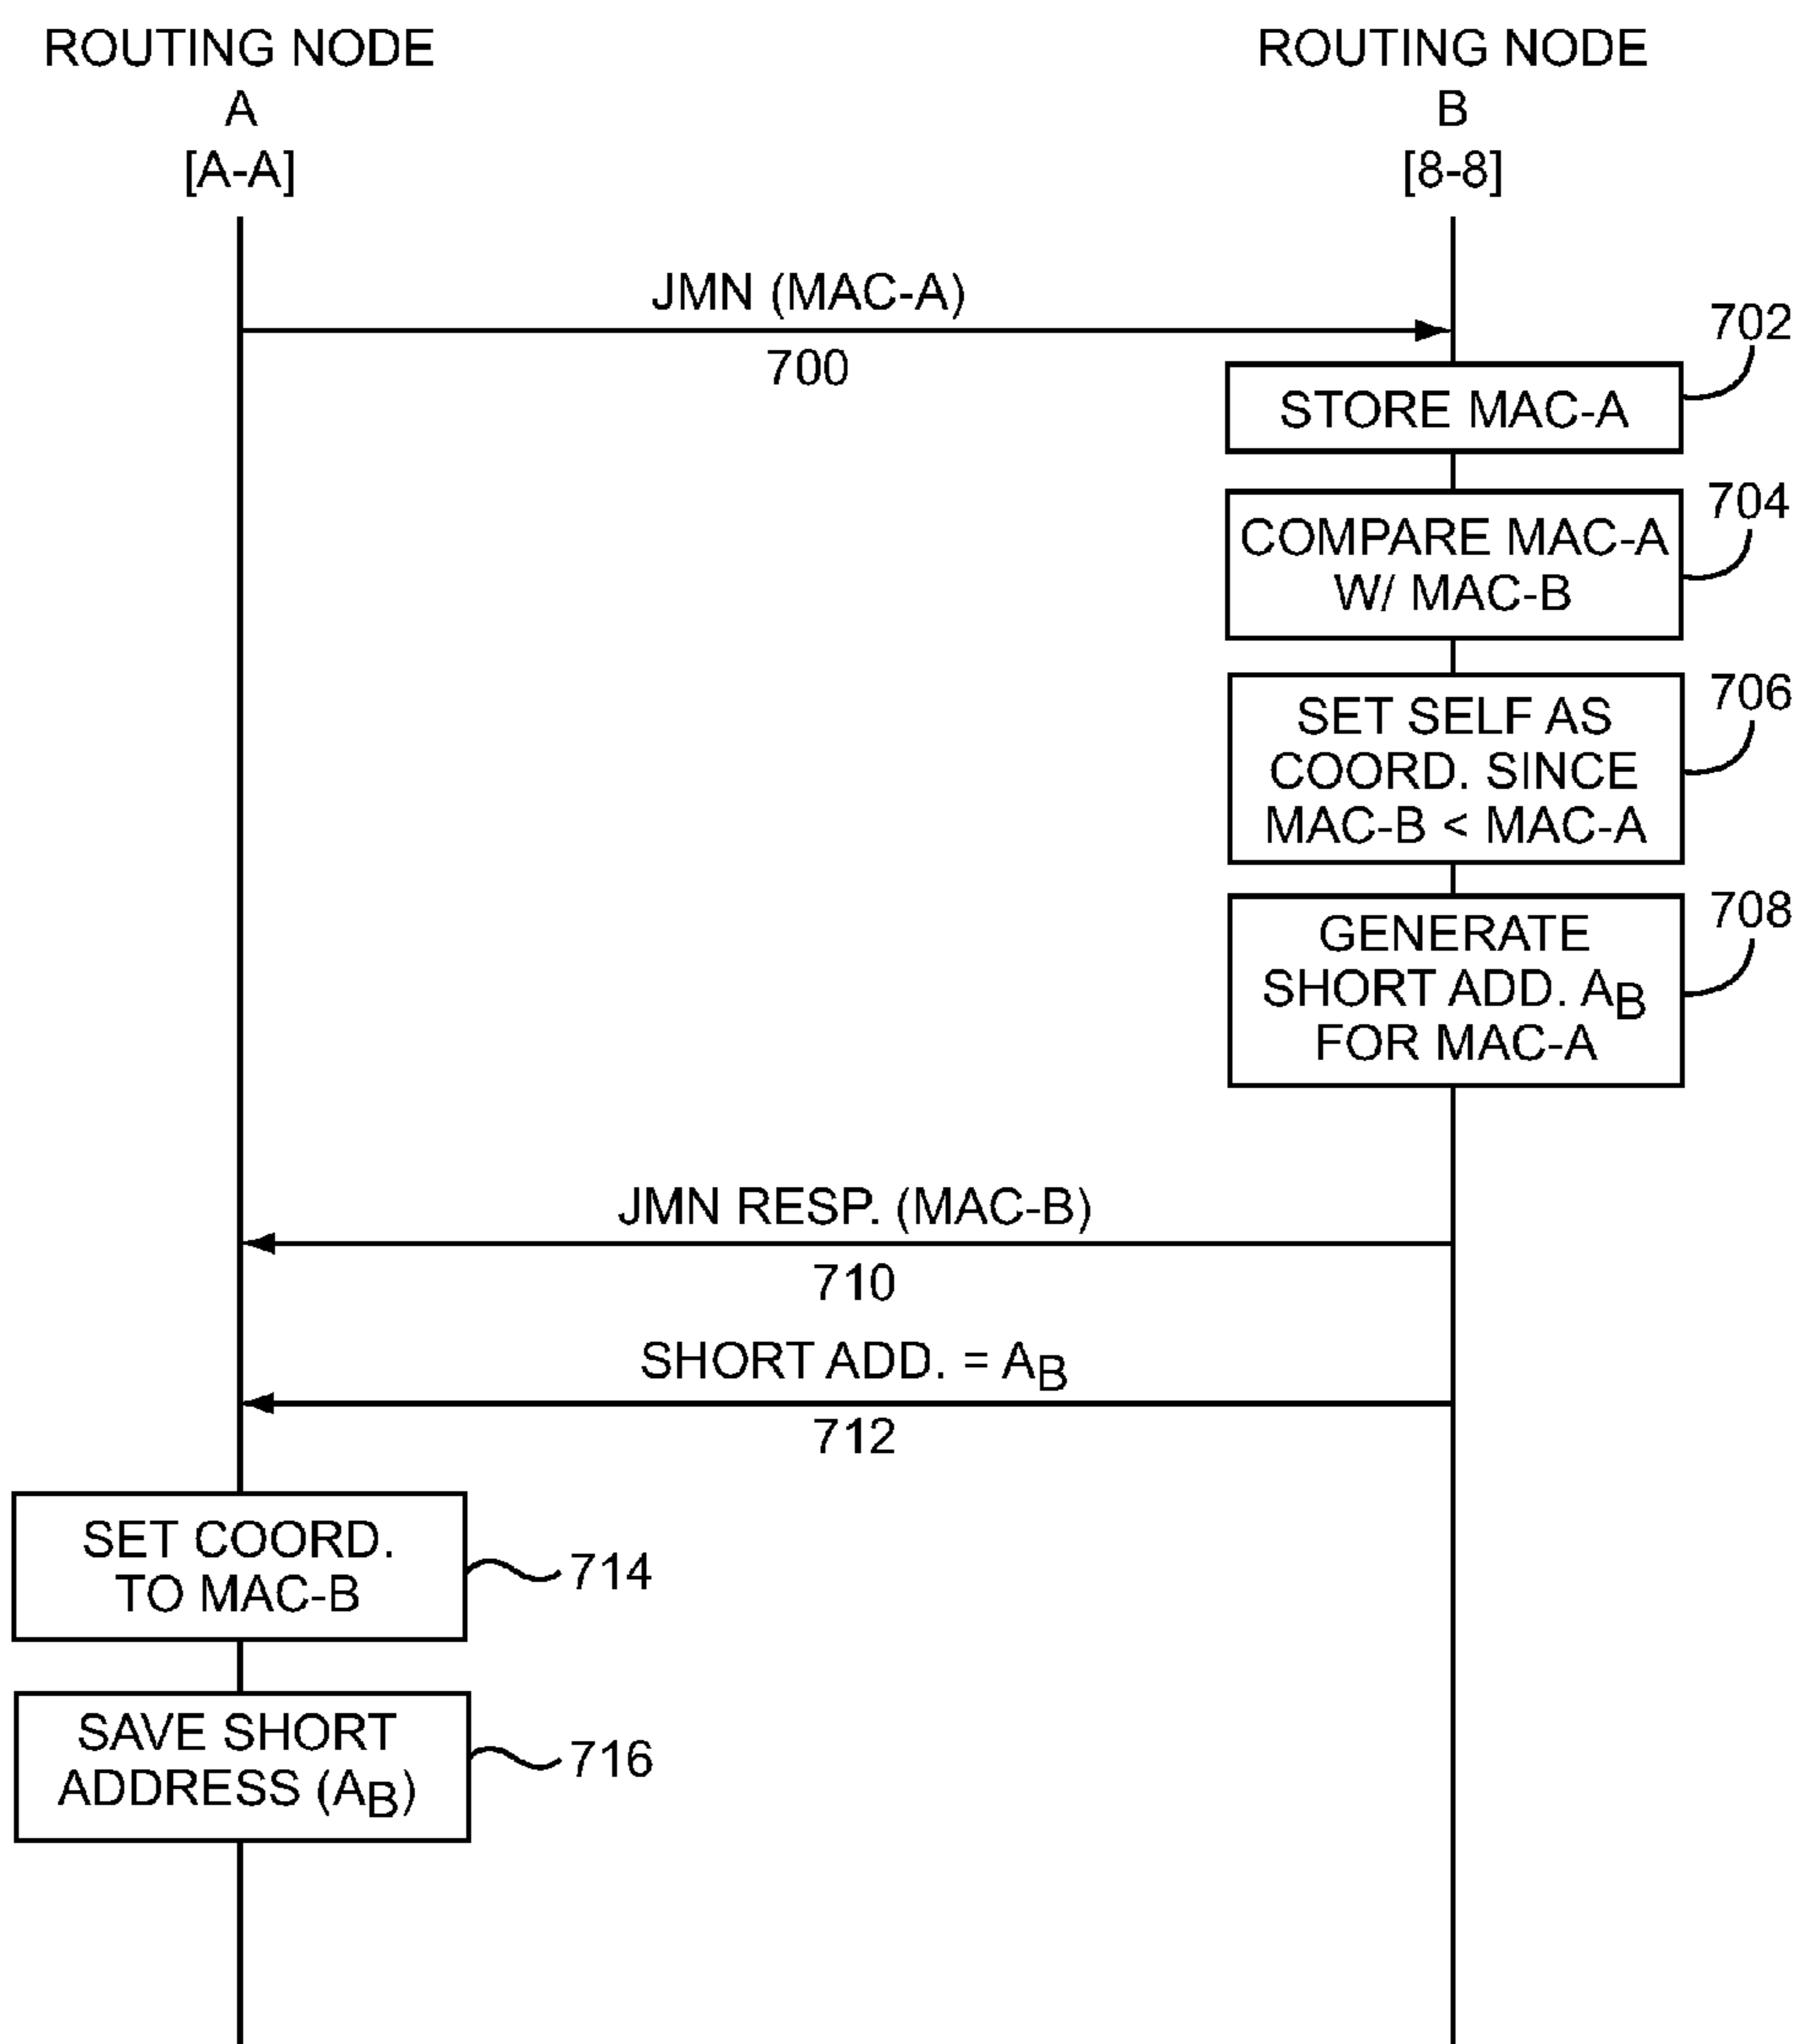 ROUTING NODE
A
[A-A]
ROUTING NODE
B
[8-8]
JMN (MAC-A)
700
702
STORE MAC-A
704
COMPARE MAC-A
W/ MAC-B
706
SET SELF AS
COORD. SINCE
MAC-B < MAC-A
708
GENERATE
SHORT ADD. AB
FOR MAC-A
JMN RESP. (MAC-B)
710
SHORT ADD. = AB
712
SET COORD.
TO MAC-B
714
SAVE SHORT
ADDRESS (AB)
716